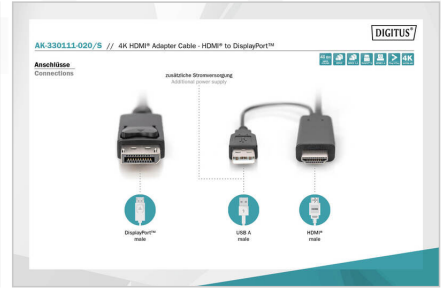 DIGITUS®
AK-330111-020/S // 4K HDMI® Adapter Cable - HDMI® to DisplayPort™
4K
Anschlüsse
Connections
zusätzliche Stromversorgung
Additional power supply
DisplayPort™
male
USB A
male
HDMI®
male